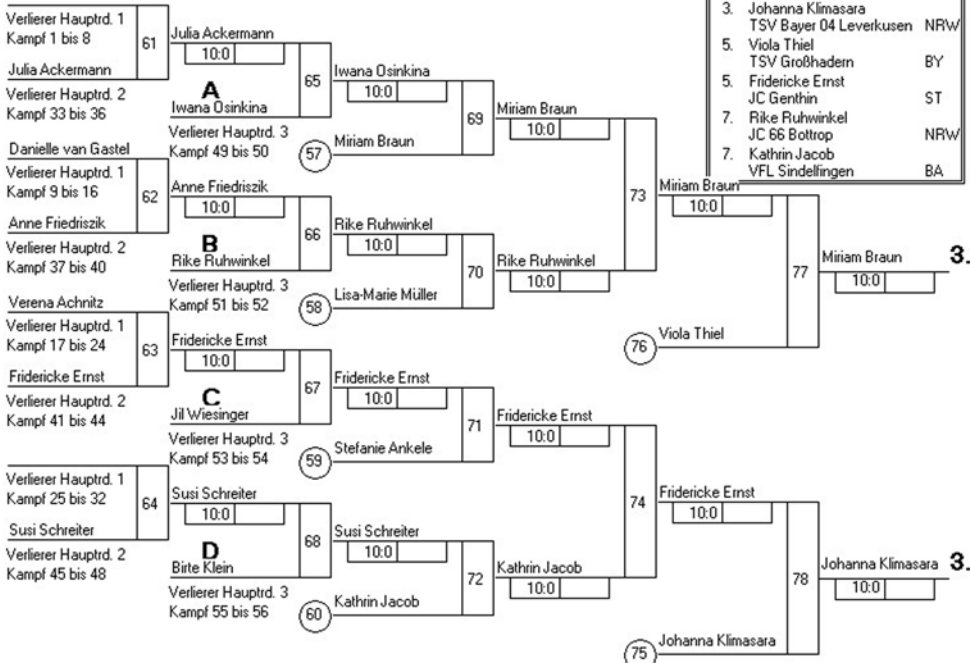 Verlierer Hauptrd. 1
Kampf 1 bis 8
61
Julia Ackermann
Verlierer Hauptrd. 2
Kampf 33 bis 36
Danielle van Gastel
Verlierer Hauptrd. 1
Kampf 9 bis 16
62
Anne Friedriszik
Verlierer Hauptrd. 2
Kampf 37 bis 40
Verena Achnitz
Verlierer Hauptrd. 1
Kampf 17 bis 24
63
Fridericke Ernst
Verlierer Hauptrd. 2
Kampf 41 bis 44
Verlierer Hauptrd. 1
Kampf 25 bis 32
64
Susi Schreiter
Verlierer Hauptrd. 2
Kampf 45 bis 48
Julia Ackermann
10:0
A
65
Iwana Osinkina
Verlierer Hauptrd. 3
Kampf 49 bis 50
57
Anne Friedriszik
10:0
B
66
Rike Ruhwinkel
Verlierer Hauptrd. 3
Kampf 51 bis 52
58
Fridericke Ernst
10:0
C
67
Jil Wiesinger
Verlierer Hauptrd. 3
Kampf 53 bis 54
59
Susi Schreiter
10:0
D
68
Birte Klein
Verlierer Hauptrd. 3
Kampf 55 bis 56
60
Iwana Osinkina
10:0
69
Miriam Braun
Rike Ruhwinkel
10:0
70
Lisa-Marie Müller
Fridericke Ernst
10:0
71
Stefanie Ankele
Susi Schreiter
10:0
72
Kathrin Jacob
Miriam Braun
10:0
73
Rike Ruhwinkel
10:0
Fridericke Ernst
10:0
74
Kathrin Jacob
10:0
Miriam Braun
10:0
77
76
Viola Thiel
Fridericke Ernst
10:0
78
75
Johanna Klimasara
Miriam Braun 3.
10:0
Johanna Klimasara 3.
10:0
3. Johanna Klimasara
TSV Bayer 04 Leverkusen NRW
5. Viola Thiel
TSV Großhadern BY
5. Fridericke Ernst
JC Genthin ST
7. Rike Ruhwinkel
JC 66 Bottrop NRW
7. Kathrin Jacob
VFL Sindelfingen BA